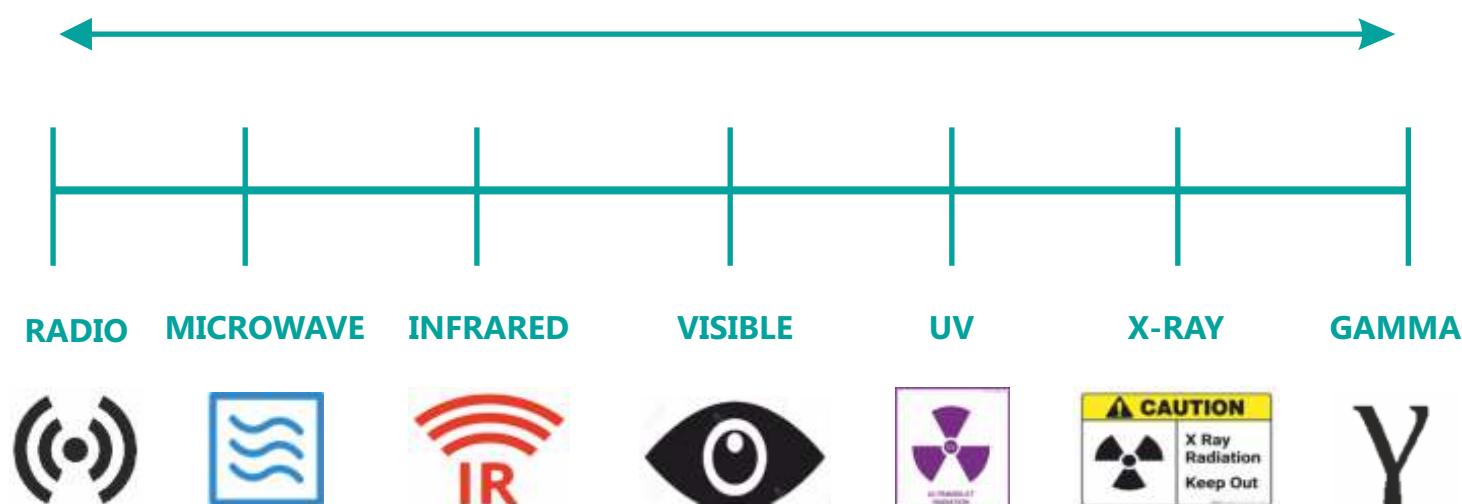 RADIO MICROWAVE INFRARED VISIBLE UV X-RAY GAMMA
IR
CAUTION
X Ray
Radiation
Keep Out
γ